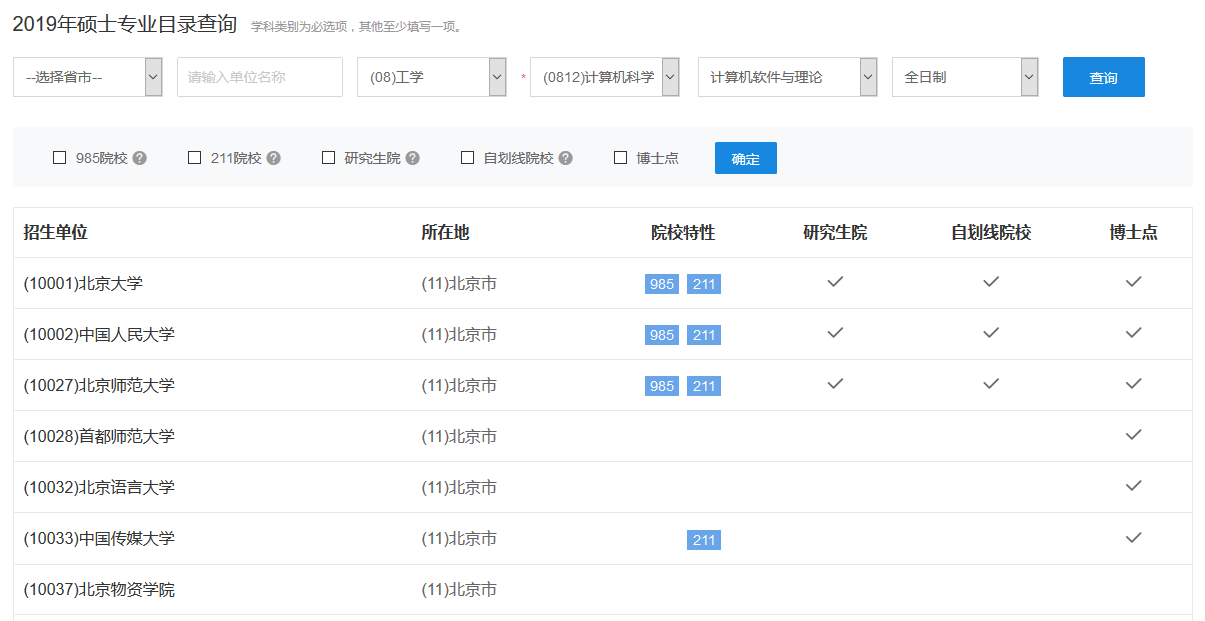 2019年硕士专业目录查询 学科类别为必选项，其他至少填写一项。
--选择省市-- 请输入单位名称 (08)工学 * (0812)计算机科学 计算机软件与理论 全日制 查询
985院校 ? 211院校 ? 研究生院 ? 自划线院校 ? 博士点 确定
招生单位 所在地 院校特性 研究生院 自划线院校 博士点
(10001)北京大学 (11)北京市 985 211
(10002)中国人民大学 (11)北京市 985 211
(10027)北京师范大学 (11)北京市 985 211
(10028)首都师范大学 (11)北京市
(10032)北京语言大学 (11)北京市
(10033)中国传媒大学 (11)北京市 211
(10037)北京物资学院 (11)北京市